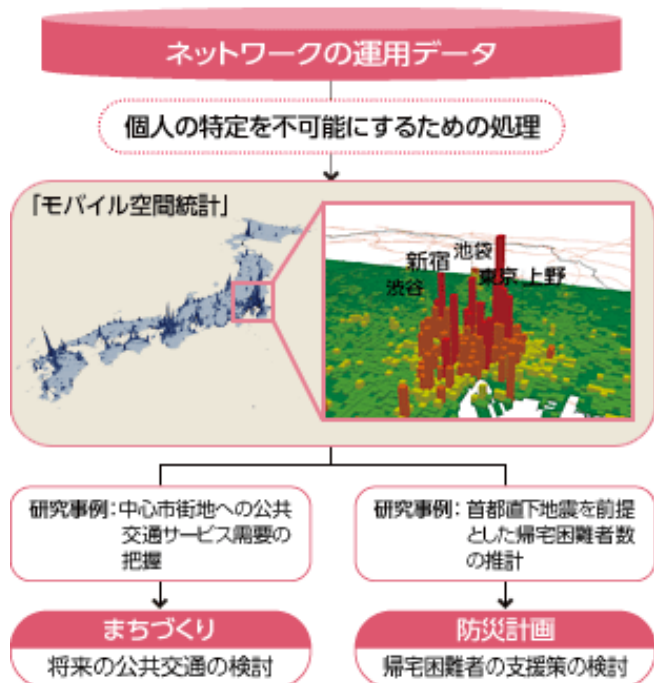 ネットワークの運用データ
個人の特定を不可能にするための処理
「モバイル空間統計」
池袋
新宿
東京 上野
渋谷
研究事例：中心市街地への公共
交通サービス需要の
把握
研究事例：首都直下地震を前提
とした帰宅困難者数
の推計
まちづくり
将来の公共交通の検討
防災計画
帰宅困難者の支援策の検討